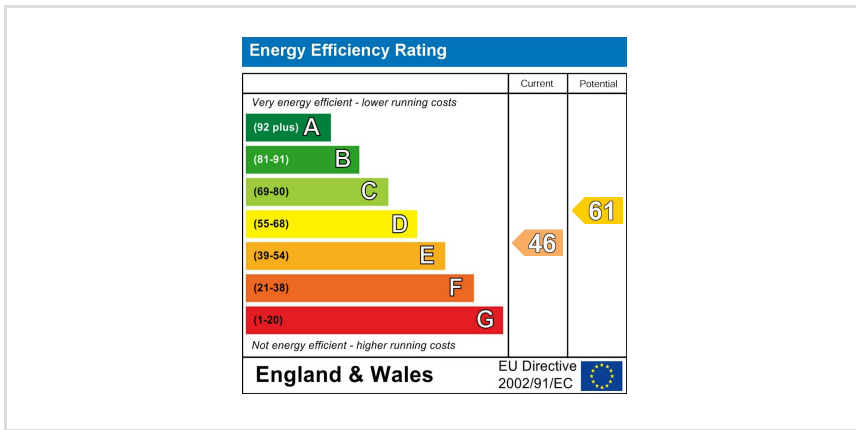 Energy Efficiency Rating
Current Potential
Very energy efficient - lower running costs
(92 plus) A
(81-91) B
(69-80) C
(55-68) D
61
46
(39-54) E
(21-38) F
(1-20) G
Not energy efficient - higher running costs
England & Wales
EU Directive
2002/91/EC